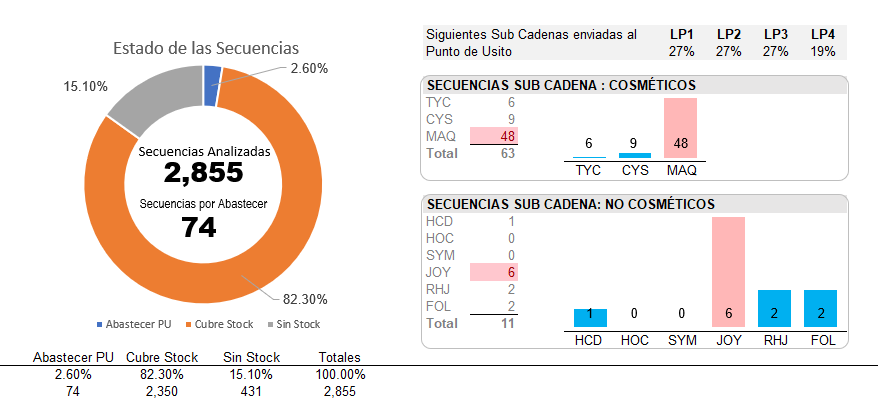 Estado de las Secuencias
2.60%
15.10%
Secuencias Analizadas
2,855
Secuencias por Abastecer
74
82.30%
Abastecer PU Cubre Stock Sin Stock
Abastecer PU Cubre Stock Sin Stock Totales
2.60% 82.30% 15.10% 100.00%
74 2,350 431 2,855
Siguientes Sub Cadenas enviadas al LP1 LP2 LP3 LP4
Punto de Usito 27% 27% 27% 19%
SECUENCIAS SUB CADENA : COSMÉTICOS
TYC 6
CYS 9
MAQ 48
Total 63
6 9 48
TYC CYS MAQ
SECUENCIAS SUB CADENA: NO COSMÉTICOS
HCD 1
HOC 0
SYM 0
JOY 6
RHJ 2
FOL 2
Total 11
1 0 0 6 2 2
HCD HOC SYM JOY RHJ FOL